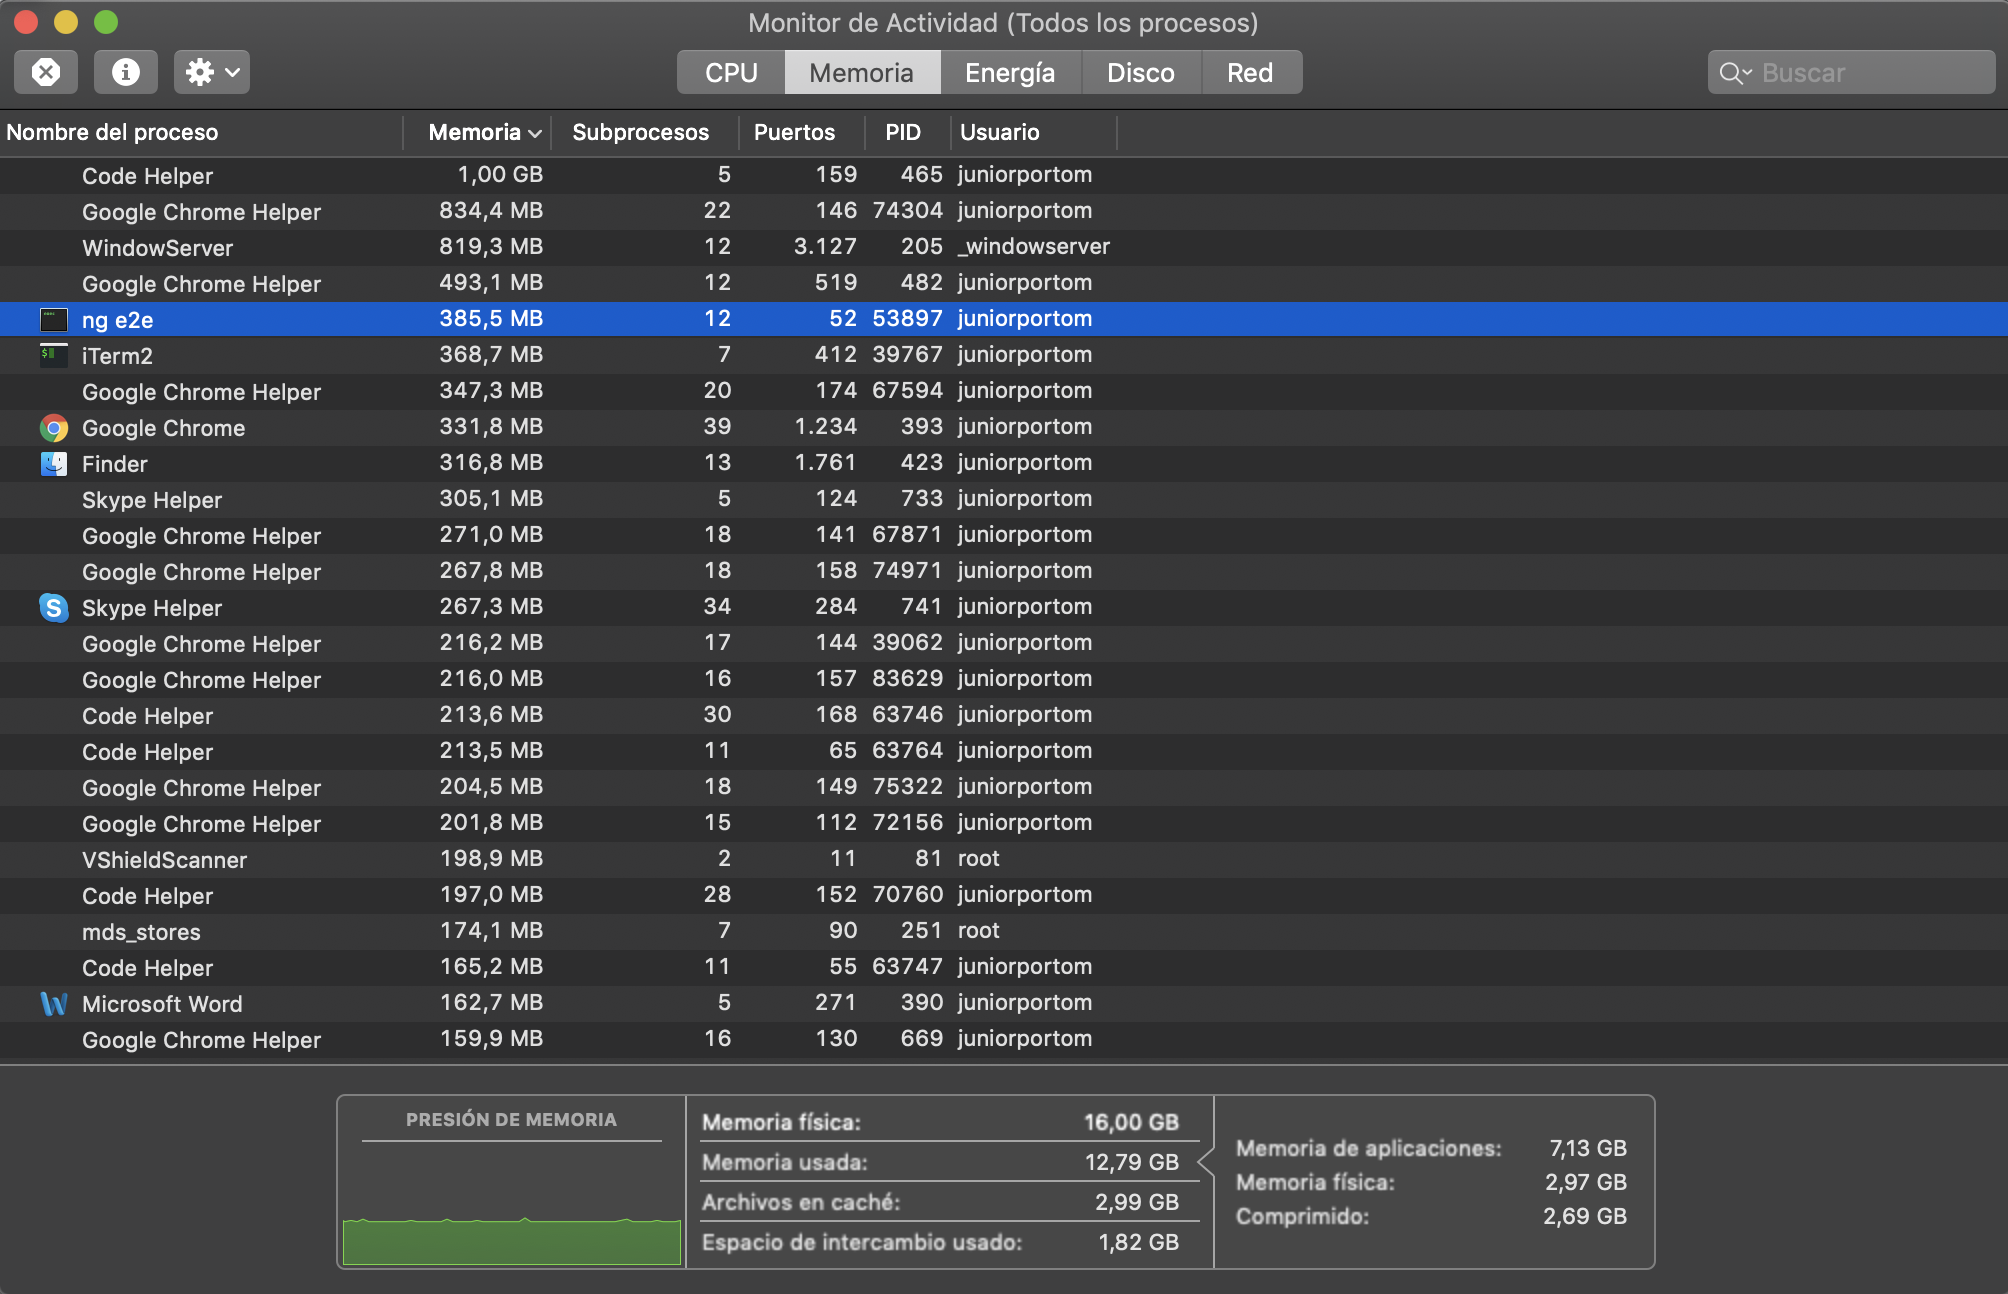 Monitor de Actividad (Todos los procesos)
CPU Memoria Energía Disco Red Buscar
Nombre del proceso Memoria Subprocesos Puertos PID Usuario
Code Helper 1,00 GB 5 159 465 juniorportom
Google Chrome Helper 834,4 MB 22 146 74304 juniorportom
WindowServer 819,3 MB 12 3.127 205 _windowserver
Google Chrome Helper 493,1 MB 12 519 482 juniorportom
ng e2e 385,5 MB 12 52 53897 juniorportom
iTerm2 368,7 MB 7 412 39767 juniorportom
Google Chrome Helper 347,3 MB 20 174 67594 juniorportom
Google Chrome 331,8 MB 39 1.234 393 juniorportom
Finder 316,8 MB 13 1.761 423 juniorportom
Skype Helper 305,1 MB 5 124 733 juniorportom
Google Chrome Helper 271,0 MB 18 141 67871 juniorportom
Google Chrome Helper 267,8 MB 18 158 74971 juniorportom
Skype Helper 267,3 MB 34 284 741 juniorportom
Google Chrome Helper 216,2 MB 17 144 39062 juniorportom
Google Chrome Helper 216,0 MB 16 157 83629 juniorportom
Code Helper 213,6 MB 30 168 63746 juniorportom
Code Helper 213,5 MB 11 65 63764 juniorportom
Google Chrome Helper 204,5 MB 18 149 75322 juniorportom
Google Chrome Helper 201,8 MB 15 112 72156 juniorportom
VShieldScanner 198,9 MB 2 11 81 root
Code Helper 197,0 MB 28 152 70760 juniorportom
mds_stores 174,1 MB 7 90 251 root
Code Helper 165,2 MB 11 55 63747 juniorportom
Microsoft Word 162,7 MB 5 271 390 juniorportom
Google Chrome Helper 159,9 MB 16 130 669 juniorportom
PRESIÓN DE MEMORIA
Memoria física: 16,00 GB
Memoria usada: 12,79 GB
Archivos en caché: 2,99 GB
Espacio de intercambio usado: 1,82 GB
Memoria de aplicaciones: 7,13 GB
Memoria física: 2,97 GB
Comprimido: 2,69 GB